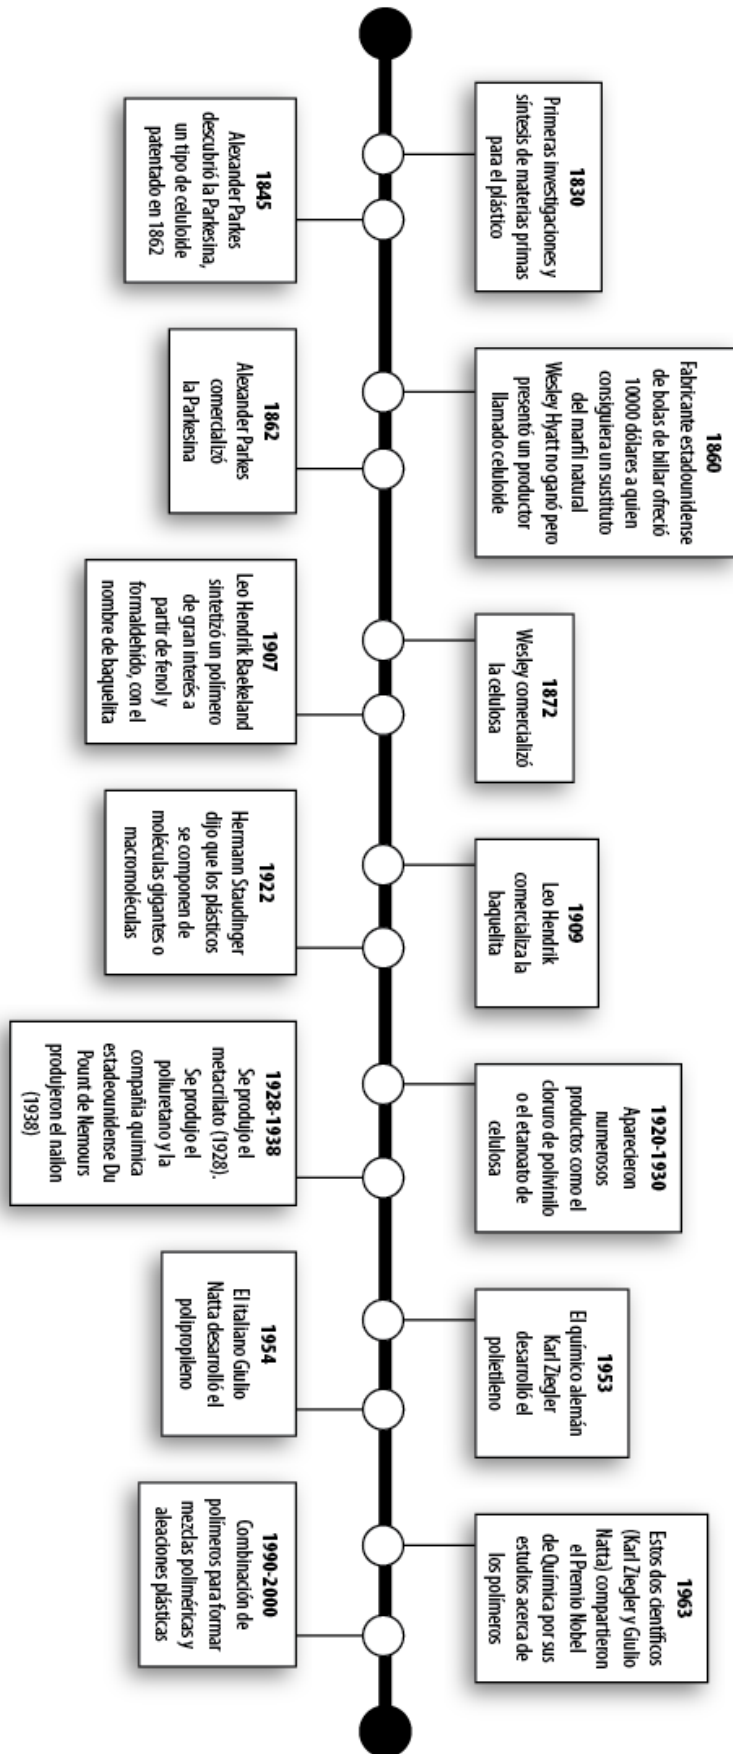 1830
Primeras investigaciones y
síntesis de materias primas
para el plástico
1845
Alexander Parkes
descubrió la Parkesina,
un tipo de celuloide
patentado en 1862
1860
Fabricante estadounidense
de bolas de billar ofreció
10000 dólares a quien
consiguiera un sustituto
del marfil natural
Wesley Hyatt no ganó pero
presentó un productor
llamado celuloide
1862
Alexander Parkes
comercializó
la Parkesina
1872
Wesley comercializó
la celulosa
1907
Leo Hendrik Baekeland
sintetizó un polímero
de gran interés a
partir de fenol y
formaldehído, con el
nombre de baquelita
1909
Leo Hendrik
comercializa la
baquelita
1922
Hermann Staudinger
dijo que los plásticos
se componen de
moléculas gigantes o
macromoléculas
1920-1930
Aparecieron
numerosos
productos como el
cloruro de polivinilo
o el etanoato de
celulosa
1928-1938
Se produjo el
metacrilato (1928).
Se produjo el
poliuretano y la
compañia quimica
estadeounidense Du
Pount de Nemours
produjeron el nailon
(1938)
1953
El químico alemán
Karl Ziegler
desarrolló el
polietileno
1954
El italiano Giulio
Natta desarrolló el
polipropileno
1963
Estos dos científicos
(Karl Ziegler y Giulio
Natta) compartieron
el Premio Nobel
de Química por sus
estudios acerca de
los polímeros
1990-2000
Combinación de
polímeros para formar
mezclas poliméricas y
aleaciones plásticas